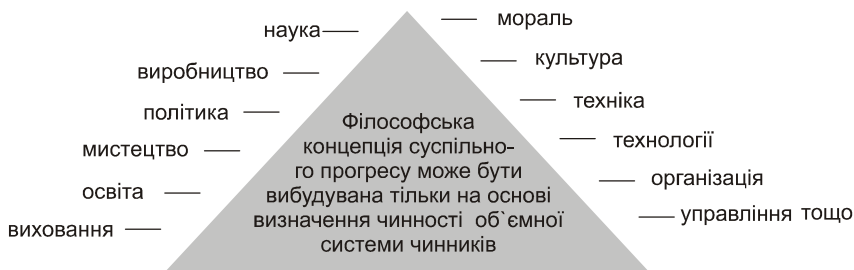 наука
виробництво
політика
мистецтво
освіта
виховання
Філософська
концепція суспільно-
го прогресу може бути
вибудувана тільки на основі
визначення чинності об`ємної
системи чинників
мораль
культура
техніка
технології
організація
управління тощо